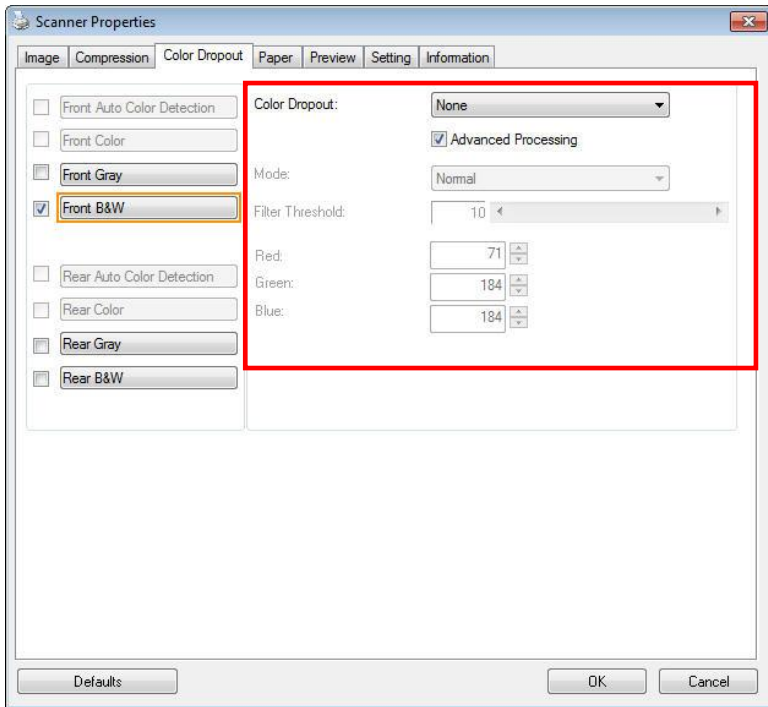 Scanner Properties
Image Compression Color Dropout Paper Preview Setting Information
Front Auto Color Detection
Front Color
Front Gray
Front B&W
Rear Auto Color Detection
Rear Color
Rear Gray
Rear B&W
Color Dropout: None
Advanced Processing
Mode: Normal
Filter Threshold: 10
Red: 71
Green: 184
Blue: 184
Defaults OK Cancel